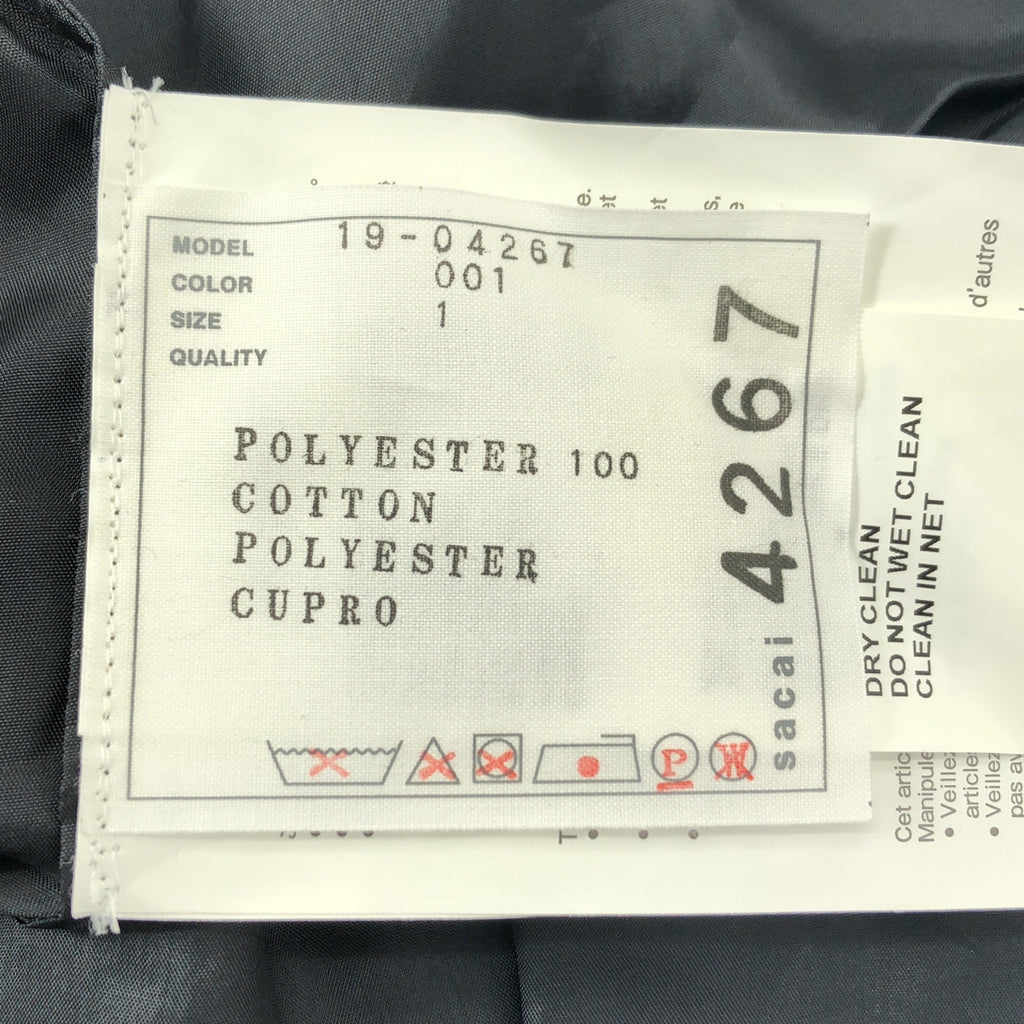 MODEL 19-04267
COLOR 001
SIZE 1
QUALITY
POLYESTER 100
COTTON
POLYESTER
CUPRO
P
W
sacai 4267
DRY CLEAN
DO NOT WET CLEAN
CLEAN IN NET
d'autres
Cet artic
Manipule
• Veillez
article
• Veillez
pas av